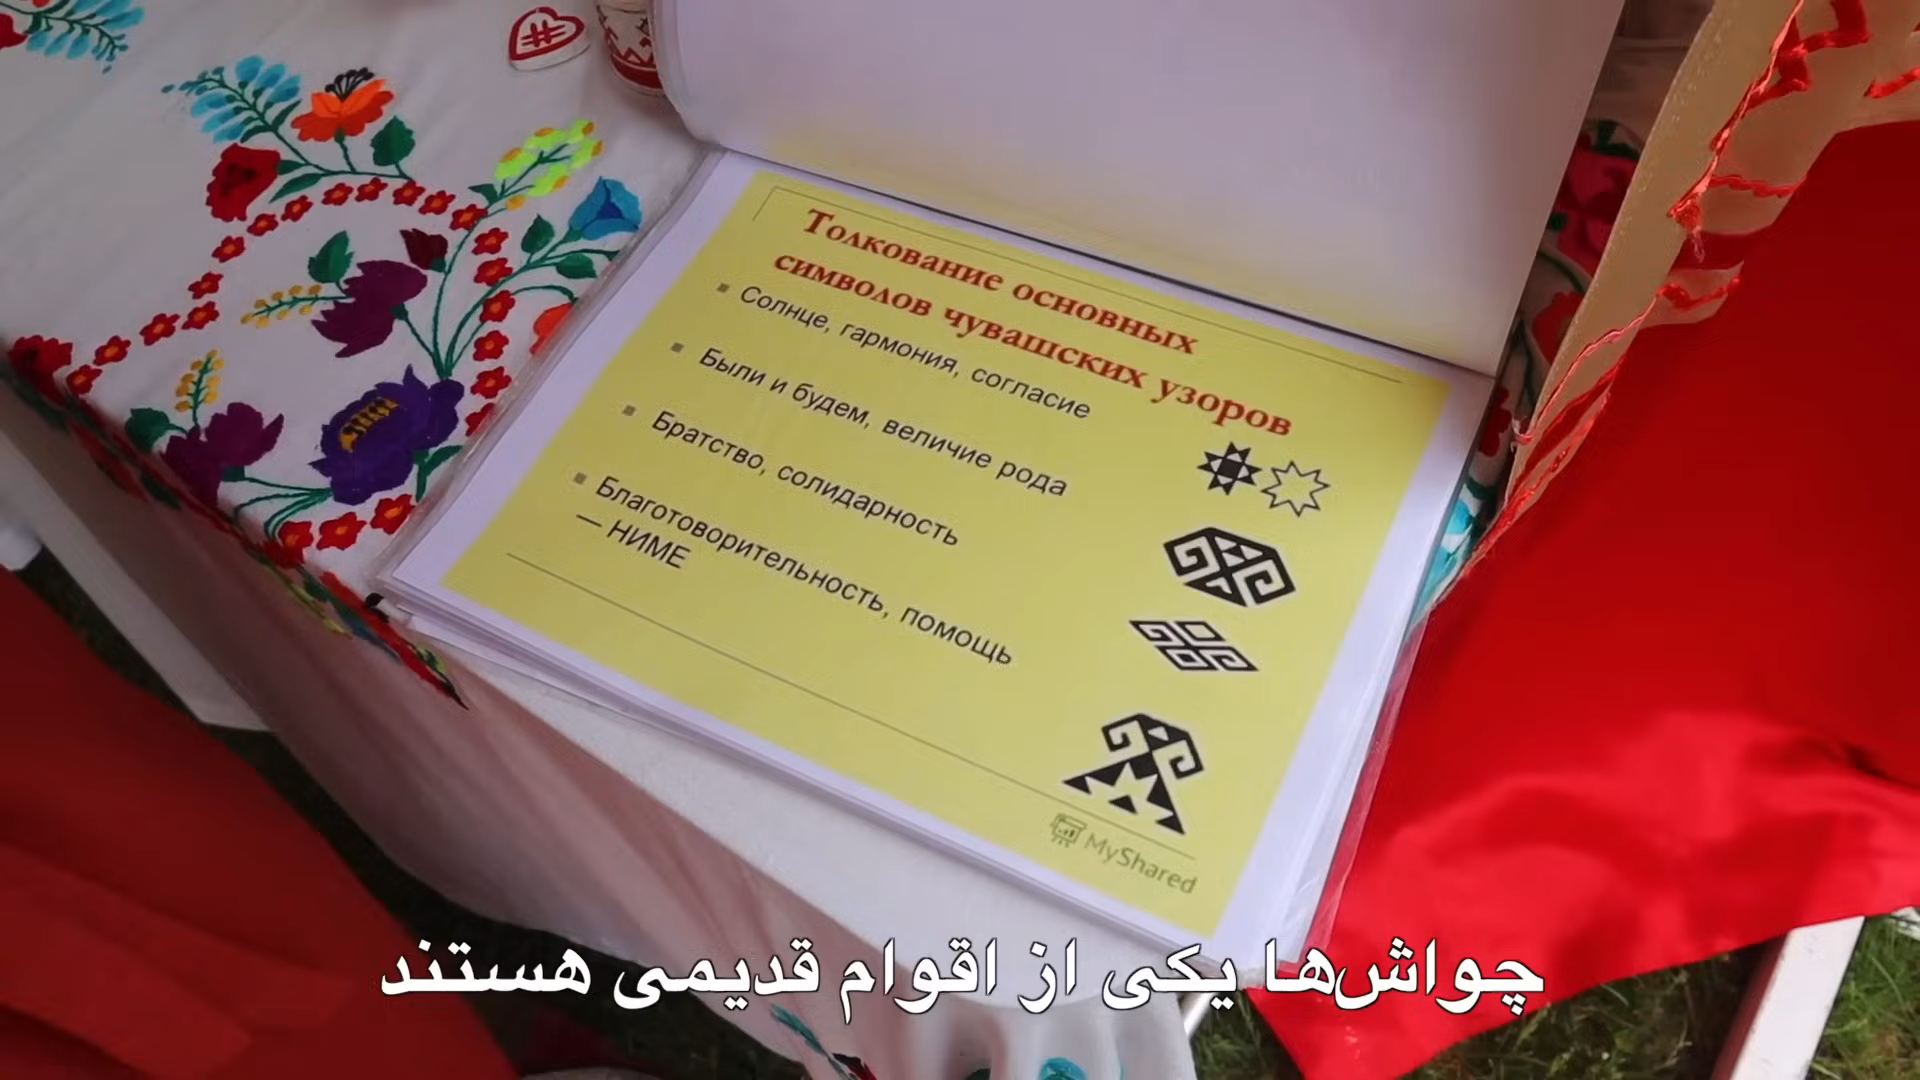 Толкование основных
символов чувашских узоров
Солнце, гармония, согласие
Были и будем, величие рода
Братство, солидарность
Благотоворительность, помощь
— НИМЕ
MyShared
چواش‌ها یکی از اقوام قدیمی هستند